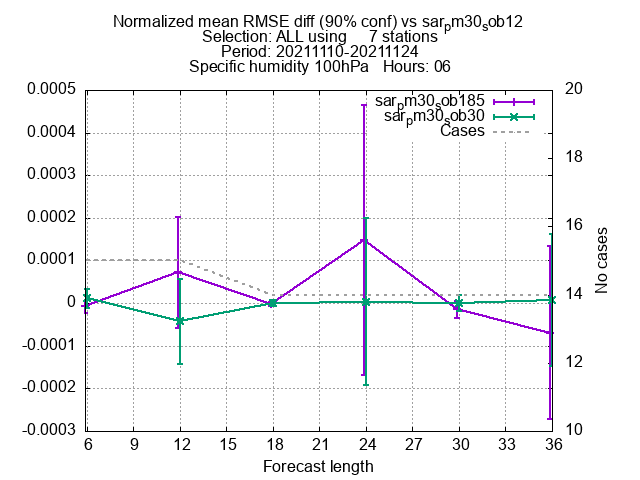 Normalized mean RMSE diff (90% conf) vs sarpm30sob12
Selection: ALL using     7 stations
Period: 20211110-20211124
Specific humidity 100hPa   Hours: 06
sarpm30sob185
sarpm30sob30
Cases
0.0005
0.0004
0.0003
0.0002
0.0001
0
-0.0001
-0.0002
-0.0003
20
18
16
14
12
10
No cases
6 9 12 15 18 21 24 27 30 33 36
Forecast length